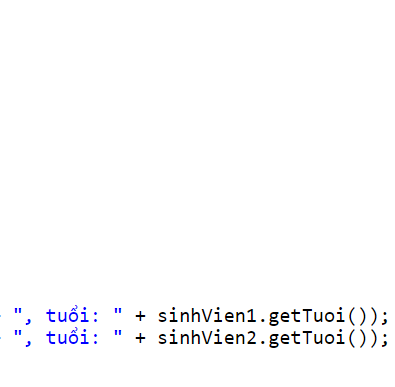 ", tuổi: " + sinhVien1.getTuoi());
", tuổi: " + sinhVien2.getTuoi());